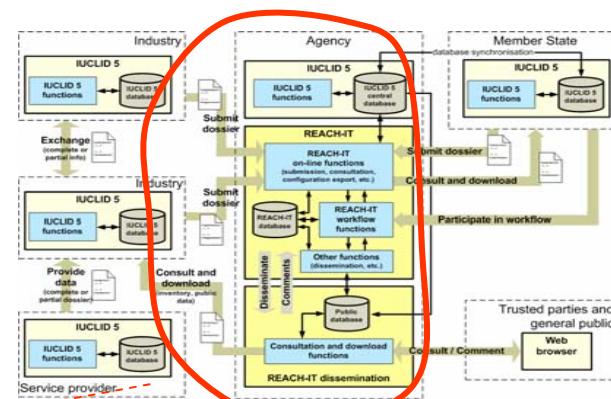 Industry
IUCLID 5
IUCLID 5
functions
IUCLID 5
database
Exchange
(complete or
partial info)
Submit
dossier
Industry
IUCLID 5
IUCLID 5
functions
IUCLID 5
database
Submit
dossier
Provide
data
(complete or
partial dossier)
Consult and
download
(inventory, public
data)
IUCLID 5
IUCLID 5
functions
IUCLID 5
database
Service provider
Agency
IUCLID 5
IUCLID 5
functions
IUCLID 5
central
database
REACH-IT
REACH-IT
on-line functions
(submission, consultation,
configuration export, etc.)
REACH-IT
database
REACH-IT
workflow
functions
Other functions
(dissemination, etc.)
Disseminate
Comments
Public
database
Consultation and download
functions
REACH-IT dissemination
Member State
database synchronisation
IUCLID 5
IUCLID 5
functions
IUCLID 5
database
Submit dossier
Consult and download
Participate in workflow
Trusted parties and
general public
Web
browser
Consult / Comment